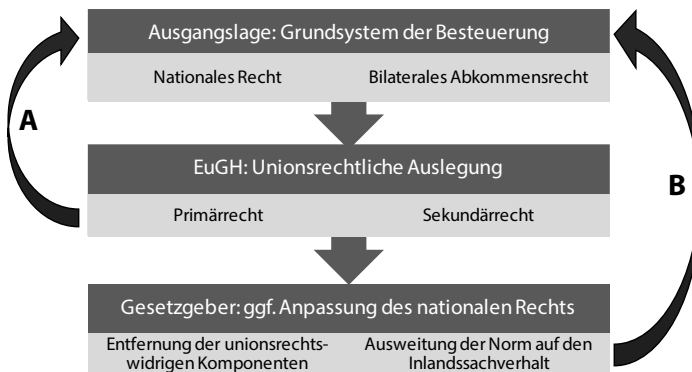 Ausgangslage: Grundsystem der Besteuerung
Nationales Recht
Bilaterales Abkommensrecht
A
EuGH: Unionsrechtliche Auslegung
B
Primärrecht
Sekundärrecht
Gesetzgeber: ggf. Anpassung des nationalen Rechts
Entfernung der unionsrechts-
widrigen Komponenten
Ausweitung der Norm auf den
Inlandssachverhalt